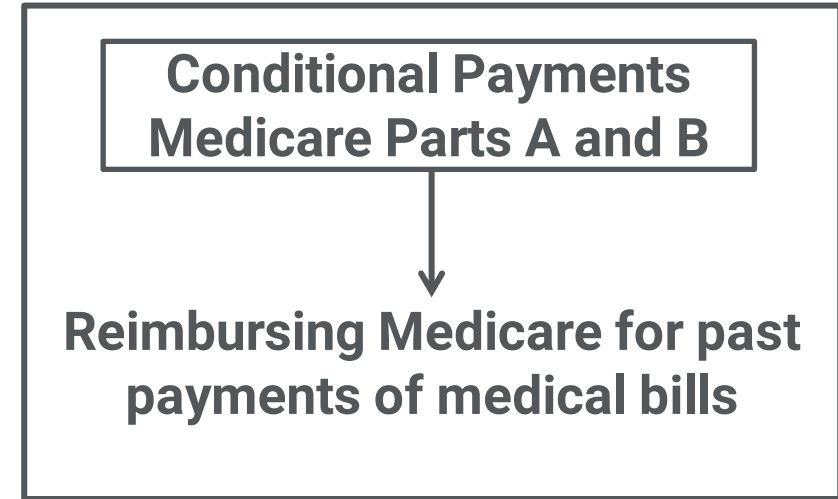 Conditional Payments
Medicare Parts A and B
Reimbursing Medicare for past
payments of medical bills